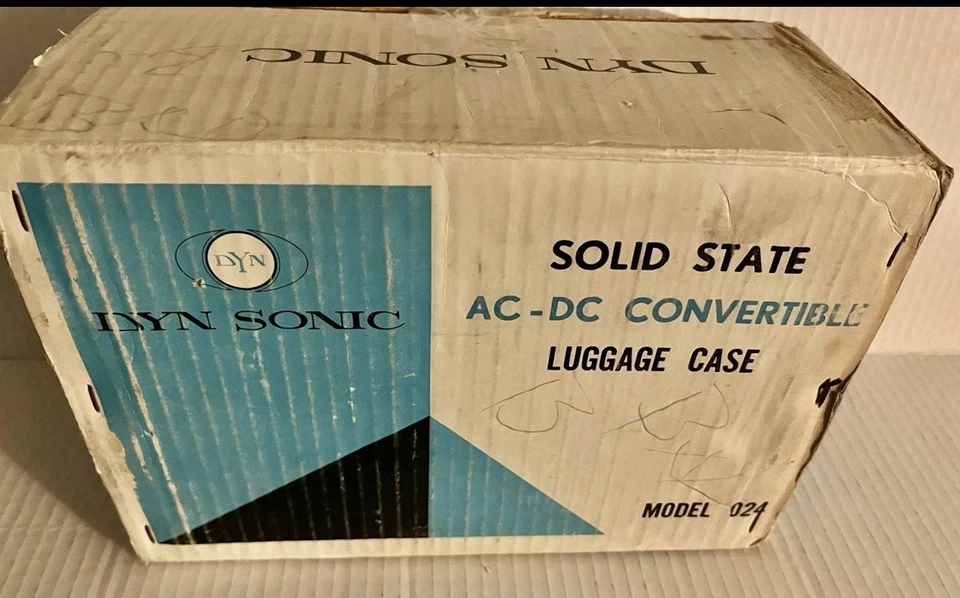 DYN SONIC
DYN
DYN SONIC
SOLID STATE
AC-DC CONVERTIBLE
LUGGAGE CASE
MODEL 024